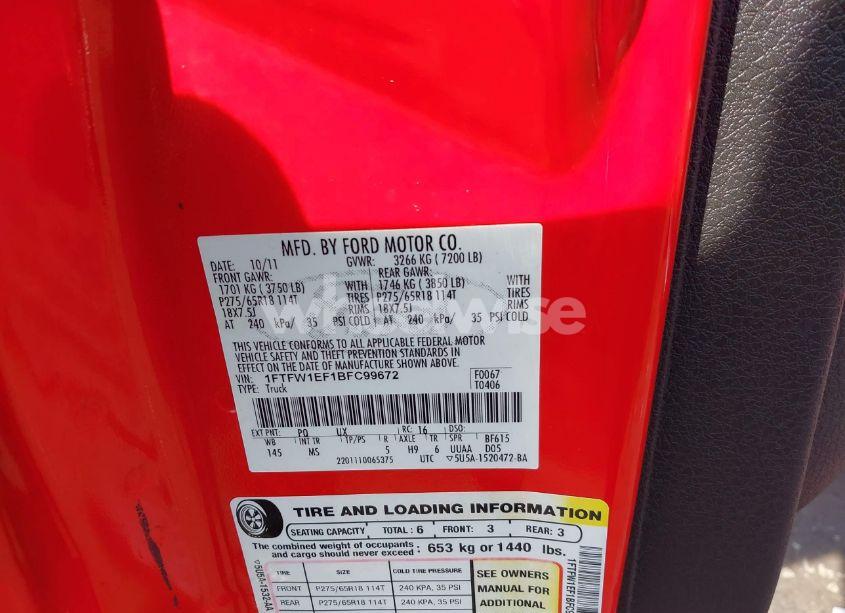 MFD. BY FORD MOTOR CO.
DATE: 10/11 GVWR: 3266 KG ( 7200 LB)
FRONT GAWR: REAR GAWR:
1701 KG ( 3750 LB) WITH 1746 KG ( 3850 LB) WITH
P275/65R18 114T TIRES P275/65R18 114T TIRES
18X7.5J RIMS 18X7.5J RIMS
AT 240 kPa/ 35 PSI COLD AT 240 kPa/ 35 PSI COLD
THIS VEHICLE CONFORMS TO ALL APPLICABLE FEDERAL MOTOR
VEHICLE SAFETY AND THEFT PREVENTION STANDARDS IN
EFFECT ON THE DATE OF MANUFACTURE SHOWN ABOVE.
VIN: 1FTFW1EF1BFC99672 F0067
TYPE: Truck T0406
EXT PNT: PQ UX RC: 16 DSO:
WB INT TR TP/PS R AXLE TR SPR BF615
145 MS 5 H9 6 UUAA D05
2201110065375 UTC ▽5U5A-1520472-BA
TIRE AND LOADING INFORMATION
SEATING CAPACITY TOTAL: 6 FRONT: 3 REAR: 3
The combined weight of occupants and cargo should never exceed: 653 kg or 1440 lbs.
TIRE SIZE COLD TIRE PRESSURE
FRONT P275/65R18 114T 240 KPA, 35 PSI
REAR P275/65R18 114T 240 KPA, 35 PSI
SEE OWNERS
MANUAL FOR
ADDITIONAL